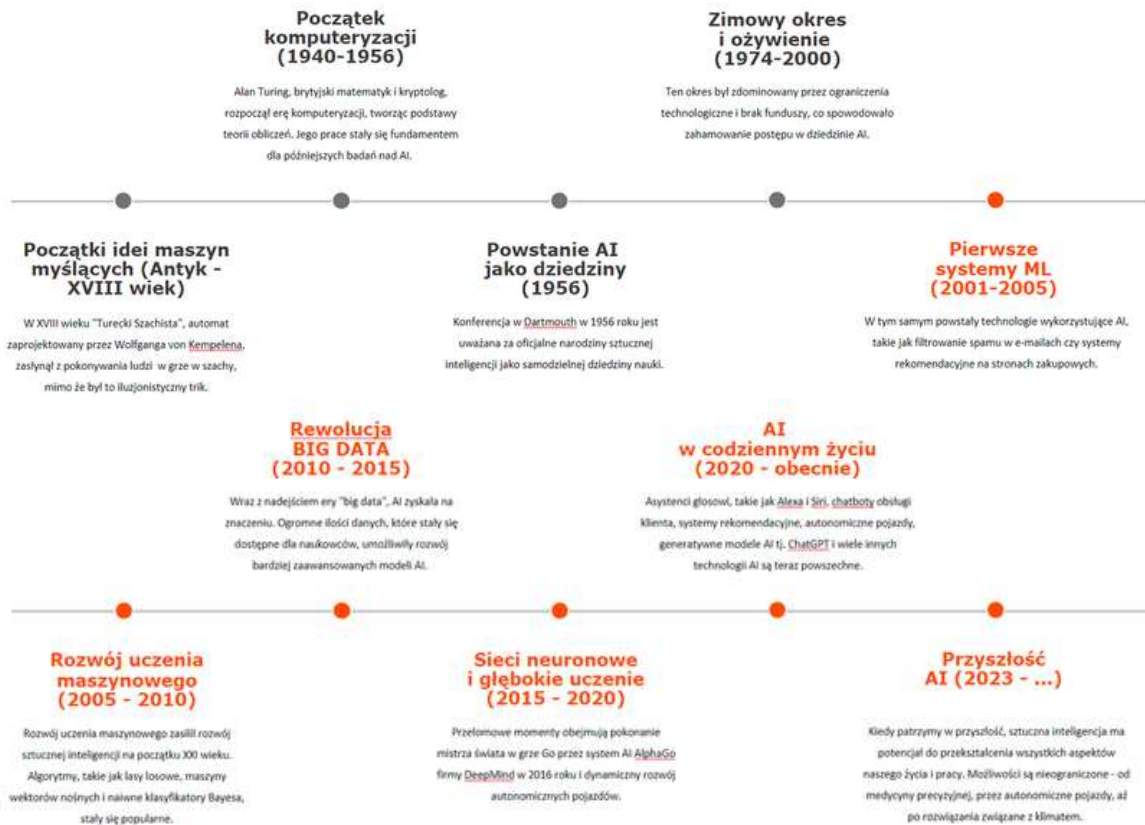 Początek
komputeryzacji
(1940-1956)
Alan Turing, brytyjski matematyk i kryptolog,
rozpoczął erę komputeryzacji, tworząc podstawy
teorii obliczeń. Jego prace stały się fundamentem
dla późniejszych badań nad AI.
Zimowy okres
i ożywienie
(1974-2000)
Ten okres był zdominowany przez ograniczenia
technologiczne i brak funduszy, co spowodowało
zahamowanie postępu w dziedzinie AI.
Początki idei maszyn
myślących (Antyk -
XVIII wiek)
W XVIII wieku "Turecki Szachista", automat
zaprojektowany przez Wolfganga von Kempelena,
zasłynął z pokonywania ludzi w grze w szachy,
mimo że był to iluzjonistyczny trik.
Powstanie AI
jako dziedziny
(1956)
Konferencja w Dartmouth w 1956 roku jest
uważana za oficjalne narodziny sztucznej
inteligencji jako samodzielnej dziedziny nauki.
Pierwsze
systemy ML
(2001-2005)
W tym samym powstały technologie wykorzystujące AI,
takie jak filtrowanie spamu w e-mailach czy systemy
rekomendacyjne na stronach zakupowych.
Rewolucja
BIG DATA
(2010 - 2015)
Wraz z nadejściem ery "big data", AI zyskała na
znaczeniu. Ogromne ilości danych, które stały się
dostępne dla naukowców, umożliwiły rozwój
bardziej zaawansowanych modeli AI.
AI
w codziennym życiu
(2020 - obecnie)
Asystenci głosowi, takie jak Alexa i Siri, chatboty obsługi
klienta, systemy rekomendacyjne, autonomiczne pojazdy,
generatywne modele AI tj. ChatGPT i wiele innych
technologii AI są teraz powszechne.
Rozwój uczenia
maszynowego
(2005 - 2010)
Rozwój uczenia maszynowego zasilił rozwój
sztucznej inteligencji na początku XXI wieku.
Algorytmy, takie jak lasy losowe, maszyny
wektorów nośnych i naiwne klasyfikatory Bayesa,
stały się popularne.
Sieci neuronowe
i głębokie uczenie
(2015 - 2020)
Przełomowe momenty obejmują pokonanie
mistrza świata w grze Go przez system AI AlphaGo
firmy DeepMind w 2016 roku i dynamiczny rozwój
autonomicznych pojazdów.
Przyszłość
AI (2023 - ...)
Kiedy patrzymy w przyszłość, sztuczna inteligencja ma
potencjał do przekształcenia wszystkich aspektów
naszego życia i pracy. Możliwości są nieograniczone - od
medycyny precyzyjnej, przez autonomiczne pojazdy, aż
po rozwiązania związane z klimatem.